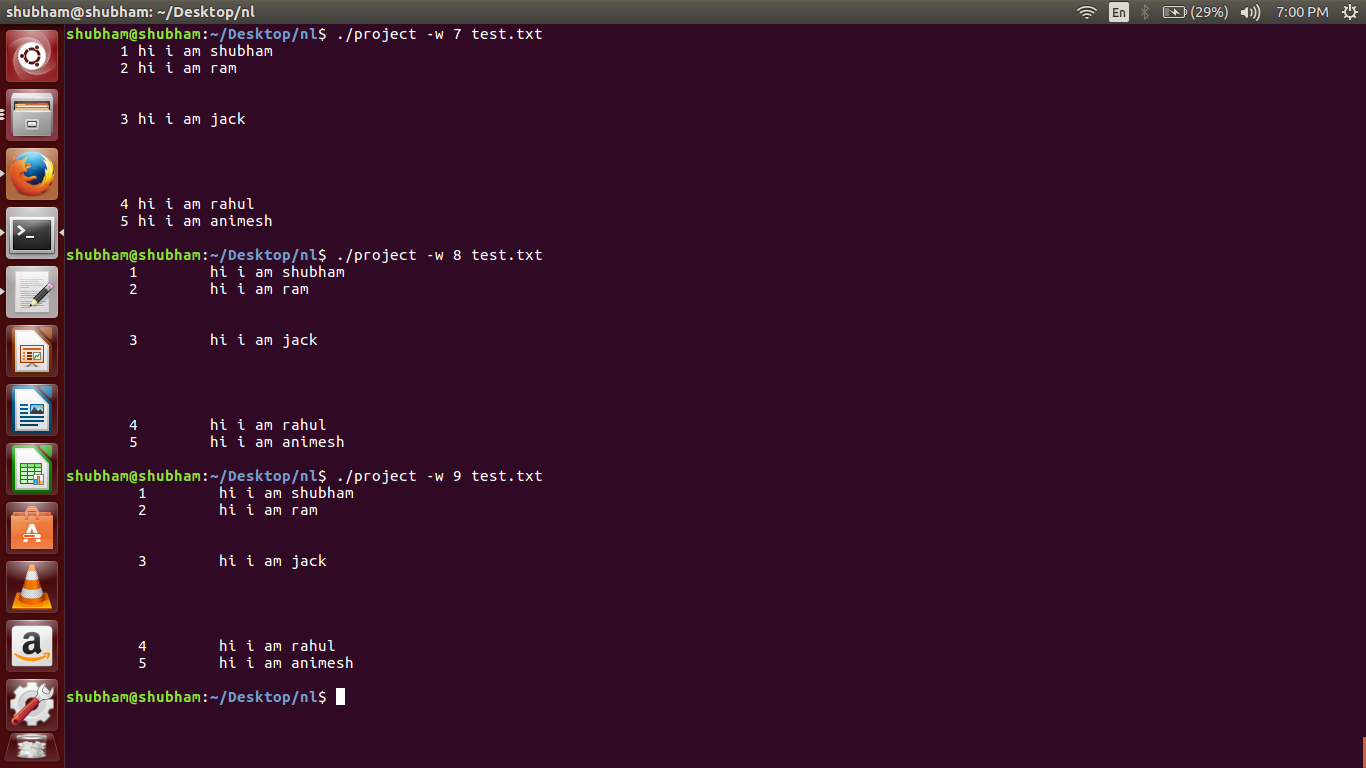 shubham@shubham: ~/Desktop/nl
En
(29%)
7:00 PM
shubham@shubham:~/Desktop/nl$ ./project -w 7 test.txt
      1 hi i am shubham
      2 hi i am ram
      3 hi i am jack
      4 hi i am rahul
      5 hi i am animesh
shubham@shubham:~/Desktop/nl$ ./project -w 8 test.txt
       1        hi i am shubham
       2        hi i am ram
       3        hi i am jack
       4        hi i am rahul
       5        hi i am animesh
shubham@shubham:~/Desktop/nl$ ./project -w 9 test.txt
        1        hi i am shubham
        2        hi i am ram
        3        hi i am jack
        4        hi i am rahul
        5        hi i am animesh
shubham@shubham:~/Desktop/nl$